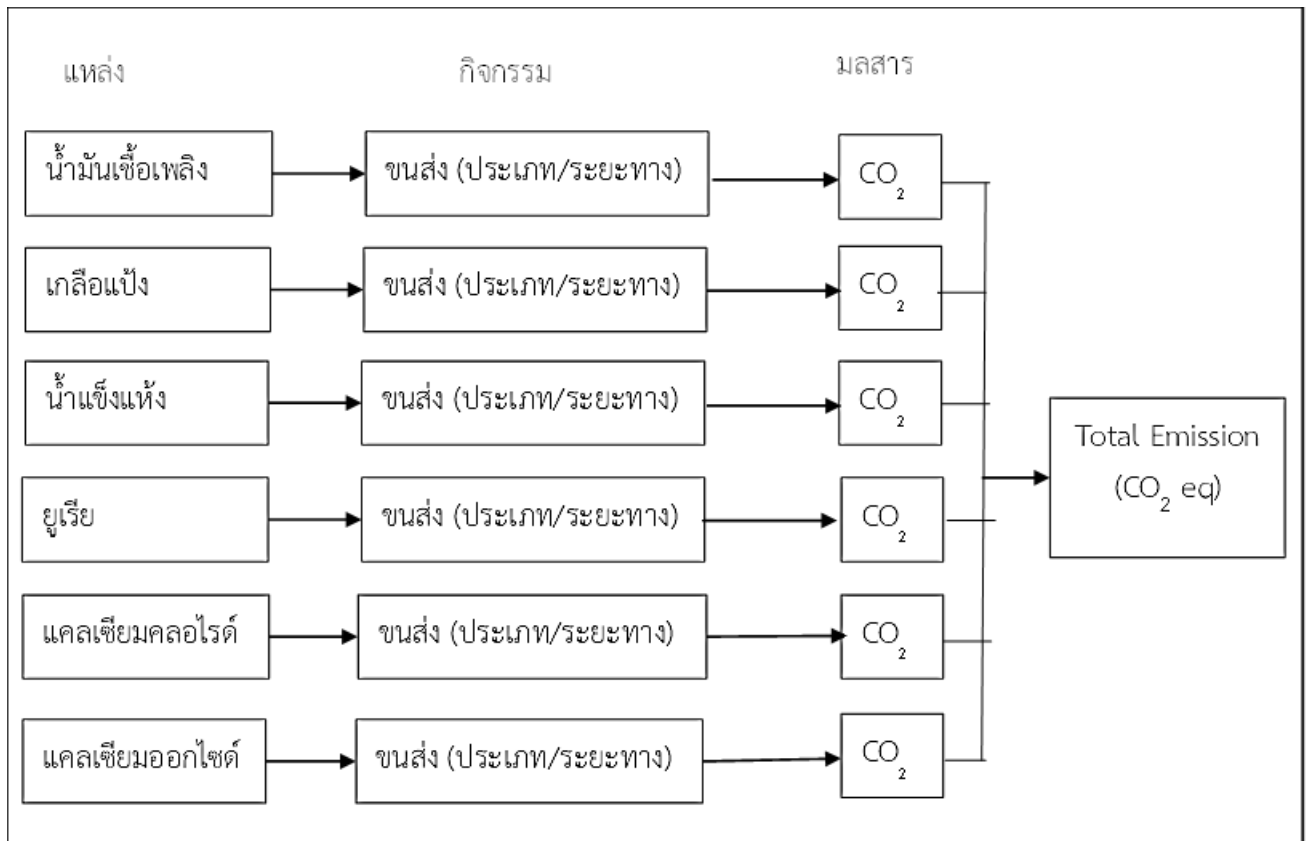 แหล่ง กิจกรรม มลสาร
น้ำมันเชื้อเพลิง ขนส่ง (ประเภท/ระยะทาง) CO₂
เกลือแป้ง ขนส่ง (ประเภท/ระยะทาง) CO₂
น้ำแข็งแห้ง ขนส่ง (ประเภท/ระยะทาง) CO₂
ยูเรีย ขนส่ง (ประเภท/ระยะทาง) CO₂
แคลเซียมคลอไรด์ ขนส่ง (ประเภท/ระยะทาง) CO₂
แคลเซียมออกไซด์ ขนส่ง (ประเภท/ระยะทาง) CO₂
Total Emission
(CO₂ eq)